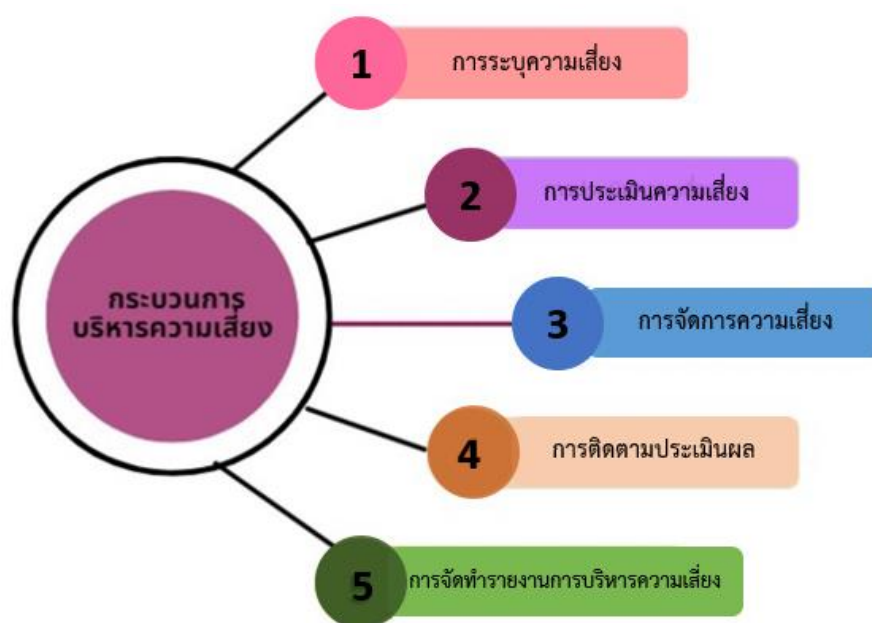 1
การระบุความเสี่ยง
2
การประเมินความเสี่ยง
กระบวนการ
บริหารความเสี่ยง
3
การจัดการความเสี่ยง
4
การติดตามประเมินผล
5
การจัดทำรายงานการบริหารความเสี่ยง